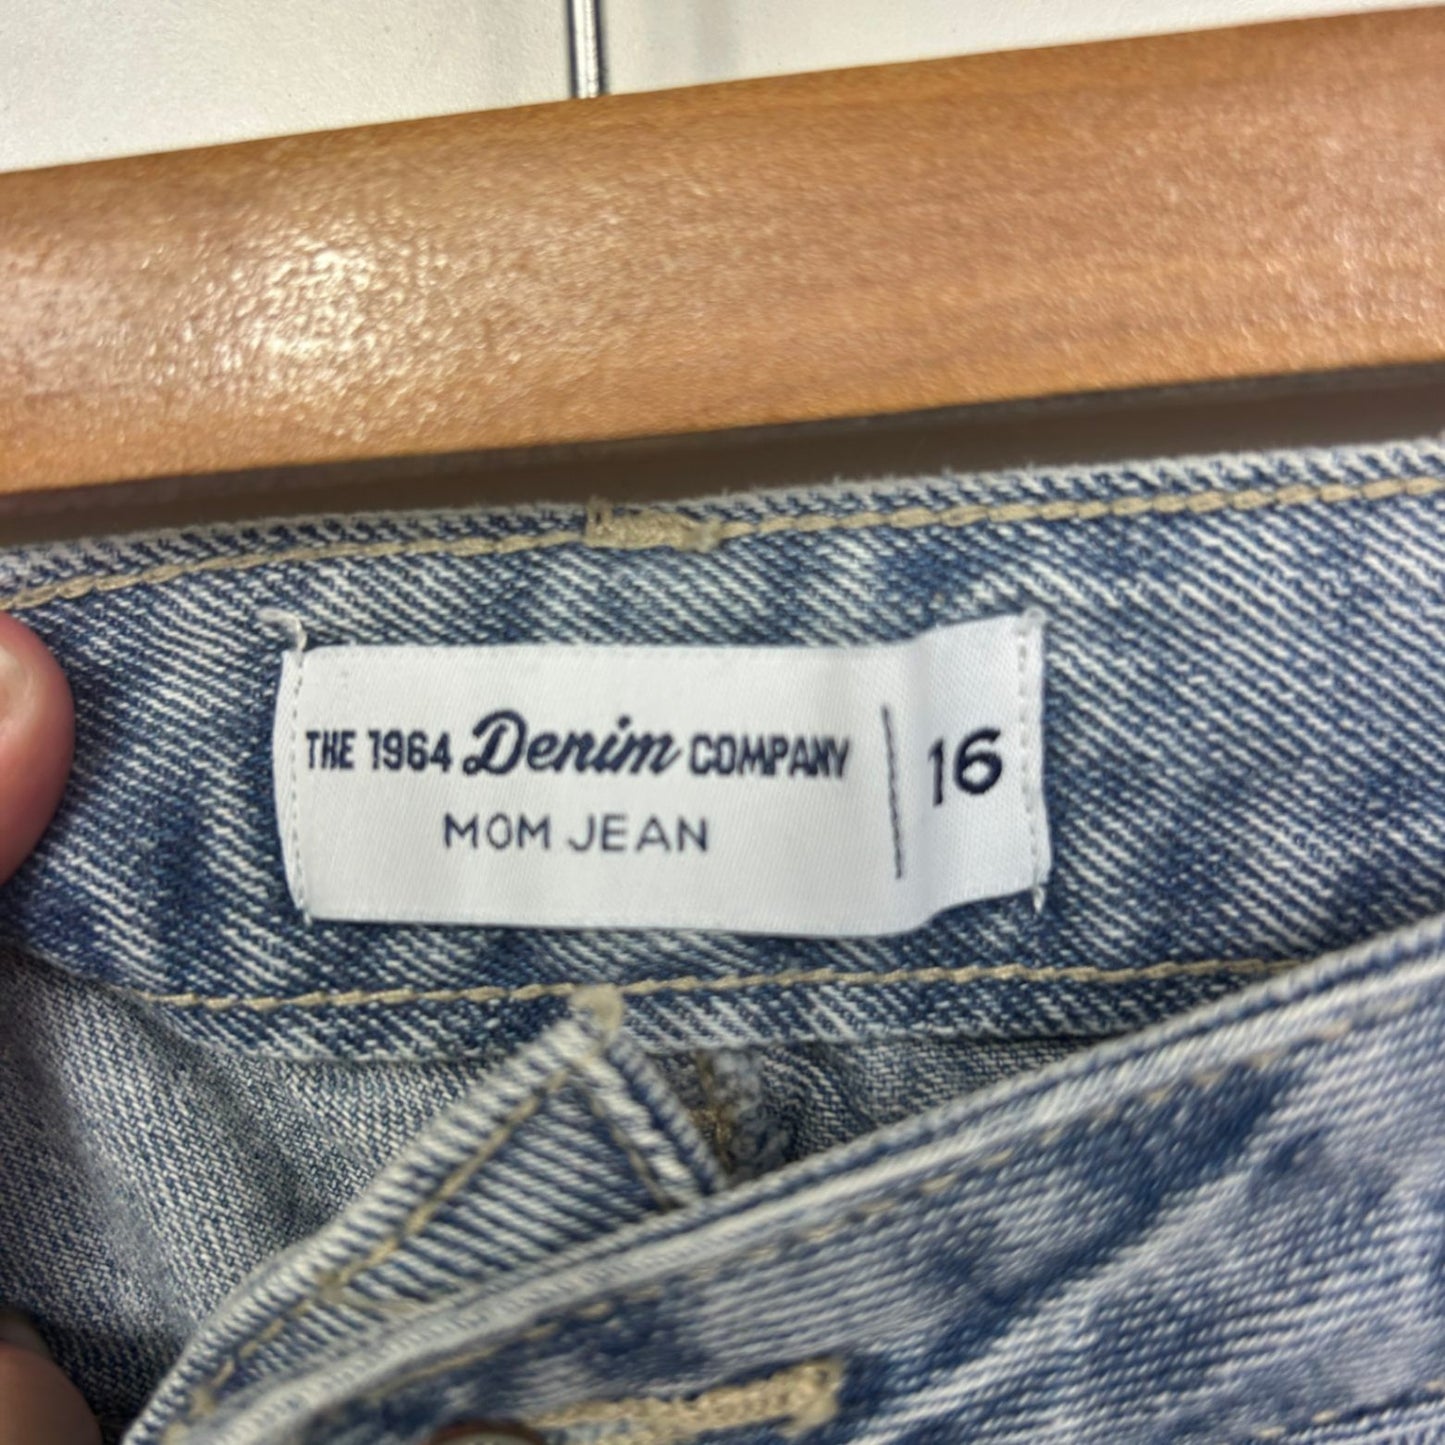 THE 1964 Denim COMPANY | 16
MOM JEAN